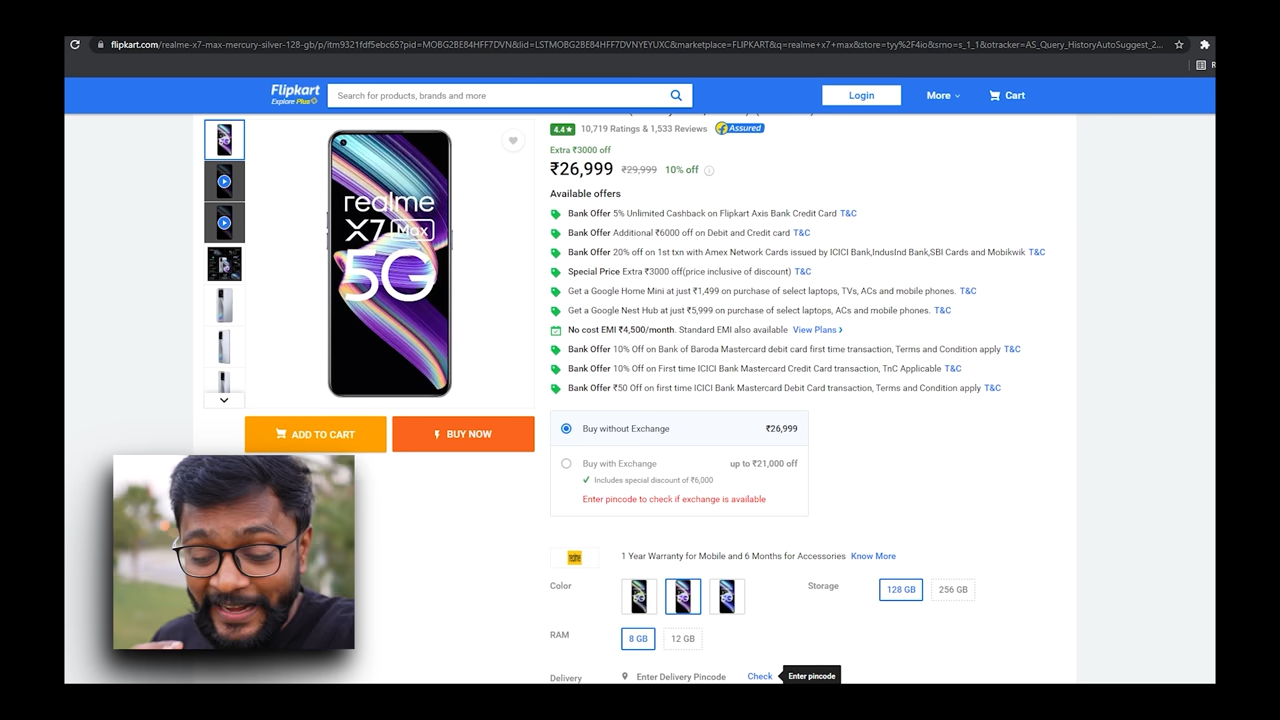 flipkart.com/realme-x7-max-mercury-silver-128-gb/p/itm9321fdf5ebc65?pid=MOBG2BE84HFF7DVN&lid=LSTMOBG2BE84HFF7DVNYEYUXC&marketplace=FLIPKART&q=realme+x7+max&store=tyy%2F4io&srno=s_1_1&otracker=AS_Query_HistoryAutoSuggest_2...
Flipkart
Explore Plus
Search for products, brands and more
Login
More
Cart
4.4★ 10,719 Ratings & 1,533 Reviews Assured
Extra ₹3000 off
₹26,999 ₹29,999 10% off
Available offers
Bank Offer 5% Unlimited Cashback on Flipkart Axis Bank Credit Card T&C
Bank Offer Additional ₹6000 off on Debit and Credit card T&C
Bank Offer 20% off on 1st txn with Amex Network Cards issued by ICICI Bank,IndusInd Bank,SBI Cards and Mobikwik T&C
Special Price Extra ₹3000 off(price inclusive of discount) T&C
Get a Google Home Mini at just ₹1,499 on purchase of select laptops, TVs, ACs and mobile phones. T&C
Get a Google Nest Hub at just ₹5,999 on purchase of select laptops, ACs and mobile phones. T&C
No cost EMI ₹4,500/month. Standard EMI also available View Plans
Bank Offer 10% Off on Bank of Baroda Mastercard debit card first time transaction, Terms and Condition apply T&C
Bank Offer 10% Off on First time ICICI Bank Mastercard Credit Card transaction, TnC Applicable T&C
Bank Offer ₹50 Off on first time ICICI Bank Mastercard Debit Card transaction, Terms and Condition apply T&C
realme
X7 Max
5G
ADD TO CART
BUY NOW
Buy without Exchange ₹26,999
Buy with Exchange up to ₹21,000 off
Includes special discount of ₹6,000
Enter pincode to check if exchange is available
realme
1 Year Warranty for Mobile and 6 Months for Accessories Know More
Color
Storage 128 GB 256 GB
RAM 8 GB 12 GB
Delivery Enter Delivery Pincode Check Enter pincode